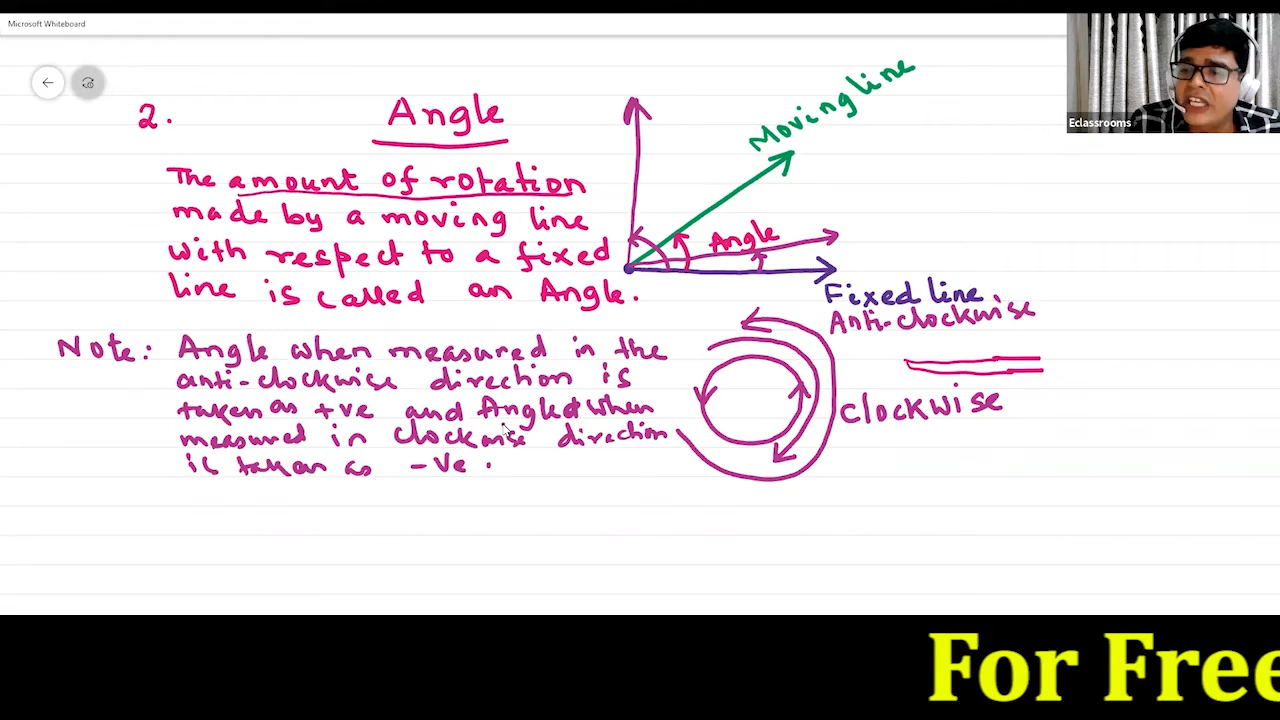 Microsoft Whiteboard
Eclassrooms
2. Angle
The amount of rotation
made by a moving line
with respect to a fixed
line is called an Angle.
Moving line
Angle
Fixed line
Anti-clockwise
clockwise
Note: Angle when measured in the
anti-clockwise direction is
taken as +ve and Angle when
measured in clockwise direction
is taken as -ve .
For Free